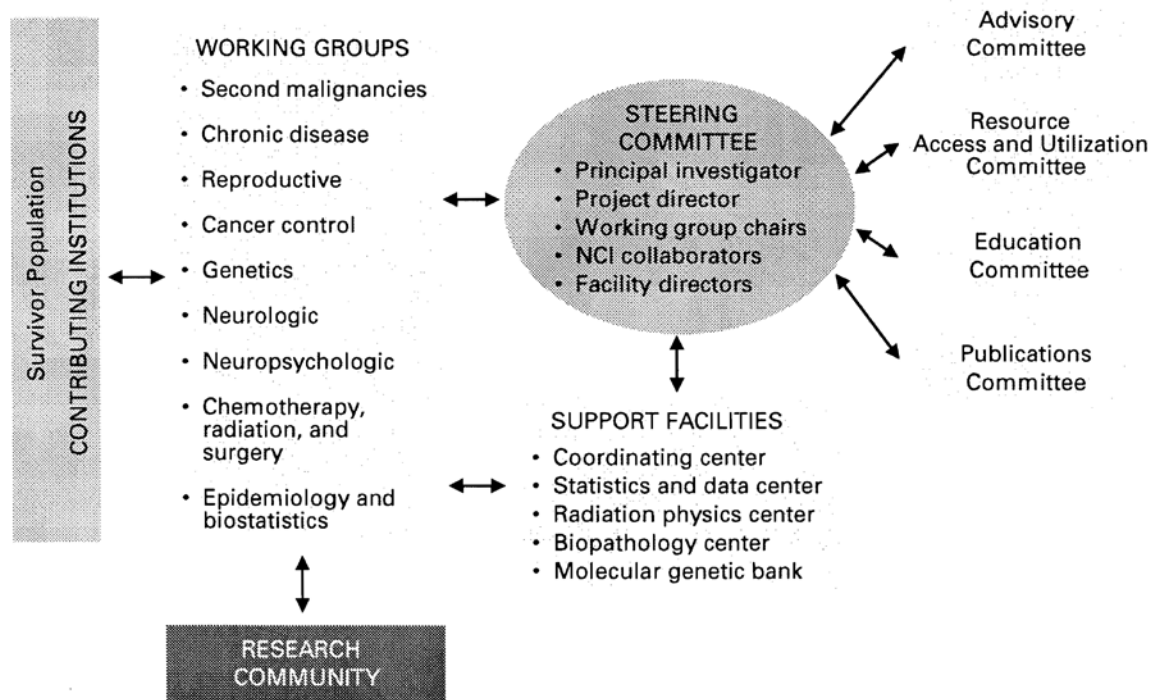 Survivor Population
CONTRIBUTING INSTITUTIONS
WORKING GROUPS
• Second malignancies
• Chronic disease
• Reproductive
• Cancer control
• Genetics
• Neurologic
• Neuropsychologic
• Chemotherapy,
radiation, and
surgery
• Epidemiology and
biostatistics
RESEARCH
COMMUNITY
STEERING
COMMITTEE
• Principal investigator
• Project director
• Working group chairs
• NCI collaborators
• Facility directors
SUPPORT FACILITIES
• Coordinating center
• Statistics and data center
• Radiation physics center
• Biopathology center
• Molecular genetic bank
Advisory
Committee
Resource
Access and Utilization
Committee
Education
Committee
Publications
Committee